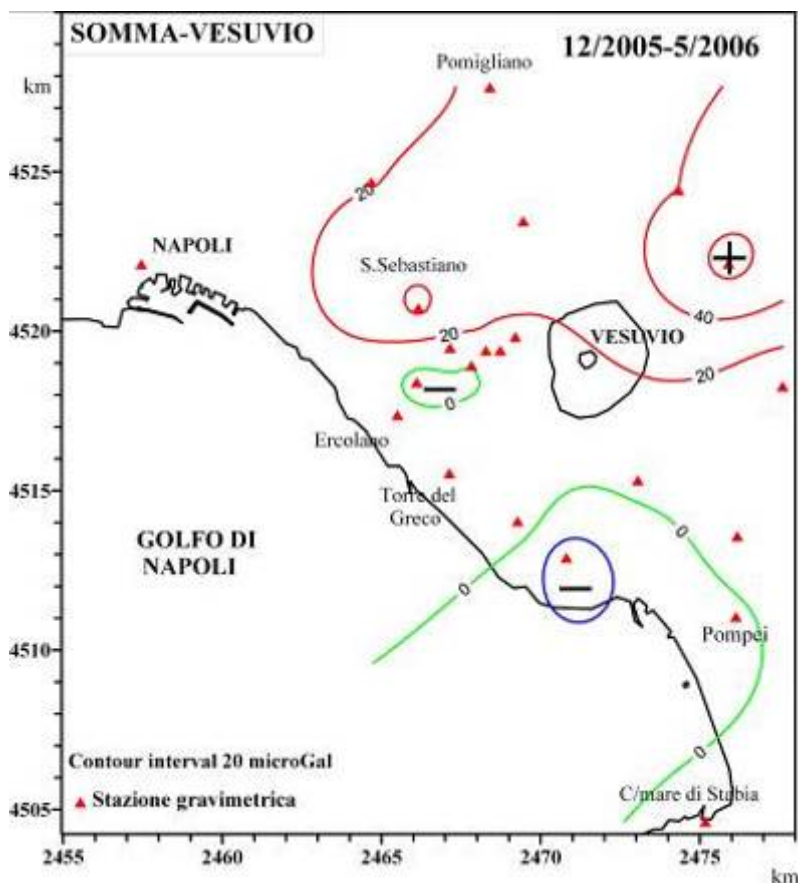 SOMMA-VESUVIO
12/2005-5/2006
Pomigliano
km
4525
20
NAPOLI
S.Sebastiano
+
40
4520
20
VESUVIO
20
0
Ercolano
4515
Torre del
Greco
GOLFO DI
NAPOLI
0
0
4510
Pompei
0
Contour interval 20 microGal
Stazione gravimetrica
C/mare di Stabia
4505
2455
2460
2465
2470
2475
km